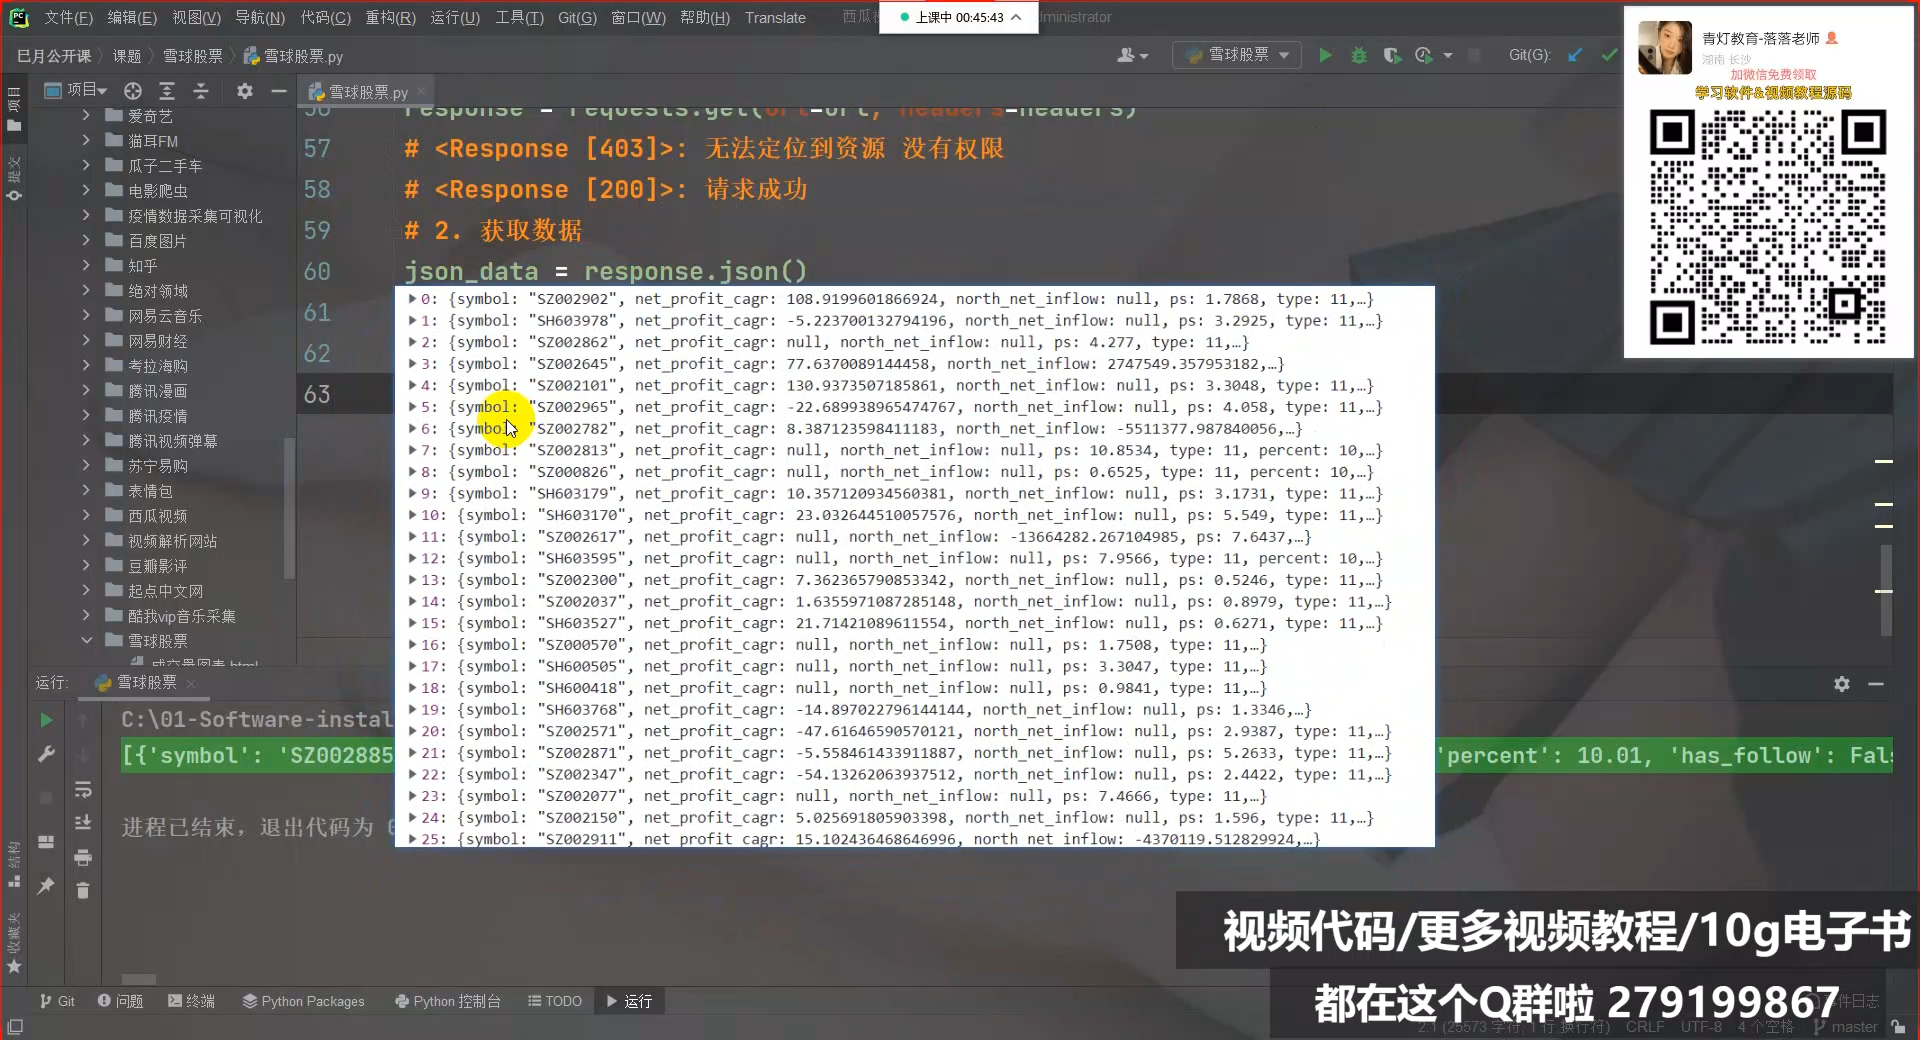 文件(F) 编辑(E) 视图(V) 导航(N) 代码(C) 重构(R) 运行(U) 工具(T) Git(G) 窗口(W) 帮助(H) Translate
上课中 00:45:43
巳月公开课 课题 雪球股票 雪球股票.py
雪球股票
Git(G):
青灯教育-落落老师
湖南 长沙
加微信免费领取
学习软件&视频教程源码
项目
雪球股票.py
项目
提交
结构
收藏夹
爱奇艺
猫耳FM
瓜子二手车
电影爬虫
疫情数据采集可视化
百度图片
知乎
绝对领域
网易云音乐
网易财经
考拉海购
腾讯漫画
腾讯疫情
腾讯视频弹幕
苏宁易购
表情包
西瓜视频
视频解析网站
豆瓣影评
起点中文网
酷我vip音乐采集
雪球股票
response = requests.get(url=url, headers=headers)
57 # <Response [403]>: 无法定位到资源 没有权限
58 # <Response [200]>: 请求成功
59 # 2. 获取数据
60 json_data = response.json()
61
62
63
0: {symbol: "SZ002902", net_profit_cagr: 108.9199601866924, north_net_inflow: null, ps: 1.7868, type: 11,…}
1: {symbol: "SH603978", net_profit_cagr: -5.223700132794196, north_net_inflow: null, ps: 3.2925, type: 11,…}
2: {symbol: "SZ002862", net_profit_cagr: null, north_net_inflow: null, ps: 4.277, type: 11,…}
3: {symbol: "SZ002645", net_profit_cagr: 77.6370089144458, north_net_inflow: 2747549.357953182,…}
4: {symbol: "SZ002101", net_profit_cagr: 130.9373507185861, north_net_inflow: null, ps: 3.3048, type: 11,…}
5: {symbol: "SZ002965", net_profit_cagr: -22.689938965474767, north_net_inflow: null, ps: 4.058, type: 11,…}
6: {symbol: "SZ002782", net_profit_cagr: 8.387123598411183, north_net_inflow: -5511377.987840056,…}
7: {symbol: "SZ002813", net_profit_cagr: null, north_net_inflow: null, ps: 10.8534, type: 11, percent: 10,…}
8: {symbol: "SZ000826", net_profit_cagr: null, north_net_inflow: null, ps: 0.6525, type: 11, percent: 10,…}
9: {symbol: "SH603179", net_profit_cagr: 10.357120934560381, north_net_inflow: null, ps: 3.1731, type: 11,…}
10: {symbol: "SH603170", net_profit_cagr: 23.032644510057576, north_net_inflow: null, ps: 5.549, type: 11,…}
11: {symbol: "SZ002617", net_profit_cagr: null, north_net_inflow: -13664282.267104985, ps: 7.6437,…}
12: {symbol: "SH603595", net_profit_cagr: null, north_net_inflow: null, ps: 7.9566, type: 11, percent: 10,…}
13: {symbol: "SZ002300", net_profit_cagr: 7.362365790853342, north_net_inflow: null, ps: 0.5246, type: 11,…}
14: {symbol: "SZ002037", net_profit_cagr: 1.6355971087285148, north_net_inflow: null, ps: 0.8979, type: 11,…}
15: {symbol: "SH603527", net_profit_cagr: 21.71421089611554, north_net_inflow: null, ps: 0.6271, type: 11,…}
16: {symbol: "SZ000570", net_profit_cagr: null, north_net_inflow: null, ps: 1.7508, type: 11,…}
17: {symbol: "SH600505", net_profit_cagr: null, north_net_inflow: null, ps: 3.3047, type: 11,…}
18: {symbol: "SH600418", net_profit_cagr: null, north_net_inflow: null, ps: 0.9841, type: 11,…}
19: {symbol: "SH603768", net_profit_cagr: -14.897022796144144, north_net_inflow: null, ps: 1.3346,…}
20: {symbol: "SZ002571", net_profit_cagr: -47.61646590570121, north_net_inflow: null, ps: 2.9387, type: 11,…}
21: {symbol: "SZ002871", net_profit_cagr: -5.558461433911887, north_net_inflow: null, ps: 5.2633, type: 11,…}
22: {symbol: "SZ002347", net_profit_cagr: -54.13262063937512, north_net_inflow: null, ps: 2.4422, type: 11,…}
23: {symbol: "SZ002077", net_profit_cagr: null, north_net_inflow: null, ps: 7.4666, type: 11,…}
24: {symbol: "SZ002150", net_profit_cagr: 5.025691805903398, north_net_inflow: null, ps: 1.596, type: 11,…}
25: {symbol: "SZ002911", net_profit_cagr: 15.102436468646996, north_net_inflow: -4370119.512829924,…}
运行: 雪球股票
C:\01-Software-instal
[{'symbol': 'SZ002885 'percent': 10.01, 'has_follow': Fal
进程已结束，退出代码为
视频代码/更多视频教程/10g电子书
都在这个Q群啦 279199867
Git 问题 终端 Python Packages Python 控制台 TODO 运行
CRLF UTF-8 4 个空格 master